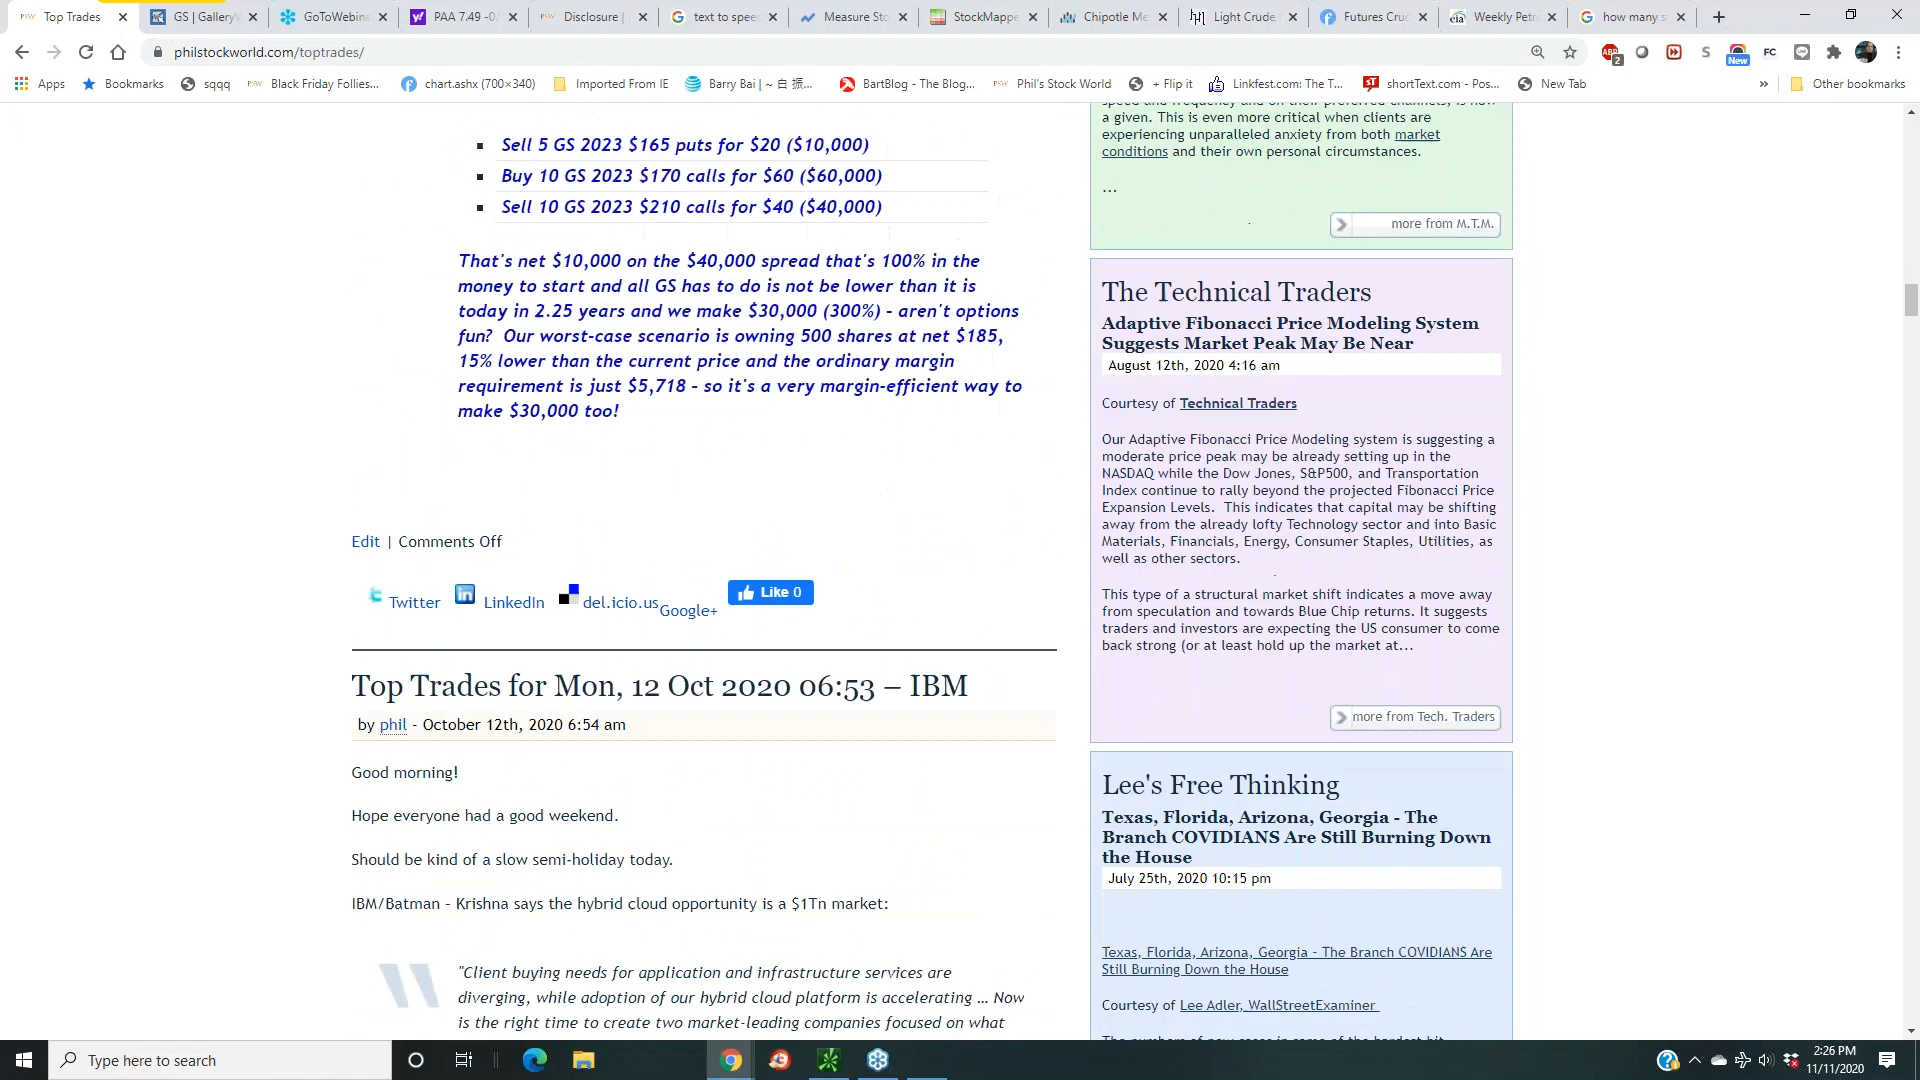 Top Trades
GS | Gallery
GoToWebina
PAA 7.49 -0.
Disclosure |
text to spee
Measure Sto
StockMappe
Chipotle Me
Light Crude
Futures Cru
Weekly Petr
how many s
philstockworld.com/toptrades/
Apps
Bookmarks
sqqq
Black Friday Follies...
chart.ashx (700×340)
Imported From IE
Barry Bai | ~ 白 振...
BartBlog - The Blog...
Phil's Stock World
+ Flip it
Linkfest.com: The T...
shortText.com - Pos...
New Tab
»
Other bookmarks
Sell 5 GS 2023 $165 puts for $20 ($10,000)
Buy 10 GS 2023 $170 calls for $60 ($60,000)
Sell 10 GS 2023 $210 calls for $40 ($40,000)
That's net $10,000 on the $40,000 spread that's 100% in the
money to start and all GS has to do is not be lower than it is
today in 2.25 years and we make $30,000 (300%) – aren't options
fun?  Our worst-case scenario is owning 500 shares at net $185,
15% lower than the current price and the ordinary margin
requirement is just $5,718 – so it's a very margin-efficient way to
make $30,000 too!
Edit | Comments Off
Twitter
LinkedIn
del.icio.us
Google+
Like 0
Top Trades for Mon, 12 Oct 2020 06:53 – IBM
by phil - October 12th, 2020 6:54 am
Good morning!
Hope everyone had a good weekend.
Should be kind of a slow semi-holiday today.
IBM/Batman – Krishna says the hybrid cloud opportunity is a $1Tn market:
"Client buying needs for application and infrastructure services are
diverging, while adoption of our hybrid cloud platform is accelerating … Now
is the right time to create two market-leading companies focused on what
speed and frequency and on their preferred channels, is now
a given. This is even more critical when clients are
experiencing unparalleled anxiety from both market
conditions and their own personal circumstances.
...
more from M.T.M.
The Technical Traders
Adaptive Fibonacci Price Modeling System
Suggests Market Peak May Be Near
August 12th, 2020 4:16 am
Courtesy of Technical Traders
Our Adaptive Fibonacci Price Modeling system is suggesting a
moderate price peak may be already setting up in the
NASDAQ while the Dow Jones, S&P500, and Transportation
Index continue to rally beyond the projected Fibonacci Price
Expansion Levels.  This indicates that capital may be shifting
away from the already lofty Technology sector and into Basic
Materials, Financials, Energy, Consumer Staples, Utilities, as
well as other sectors.
This type of a structural market shift indicates a move away
from speculation and towards Blue Chip returns. It suggests
traders and investors are expecting the US consumer to come
back strong (or at least hold up the market at...
more from Tech. Traders
Lee's Free Thinking
Texas, Florida, Arizona, Georgia - The
Branch COVIDIANS Are Still Burning Down
the House
July 25th, 2020 10:15 pm
Texas, Florida, Arizona, Georgia – The Branch COVIDIANS Are
Still Burning Down the House
Courtesy of Lee Adler, WallStreetExaminer
Type here to search
2:26 PM
11/11/2020